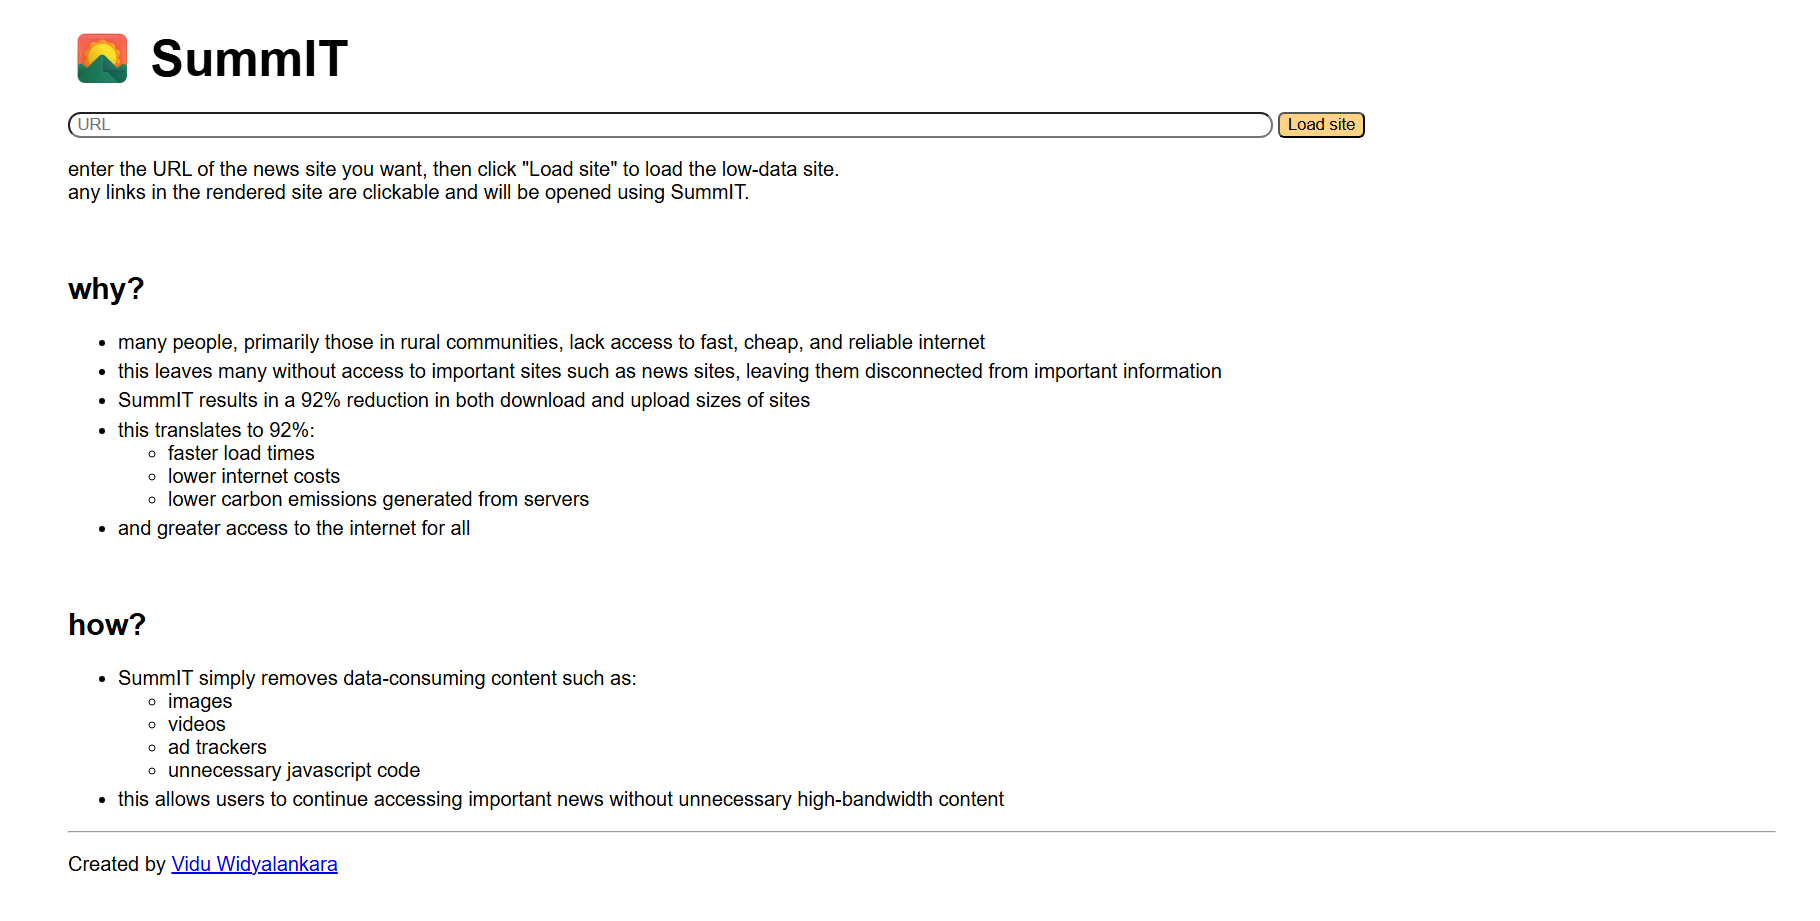 SummIT
URL
Load site
enter the URL of the news site you want, then click "Load site" to load the low-data site.
any links in the rendered site are clickable and will be opened using SummIT.
why?
many people, primarily those in rural communities, lack access to fast, cheap, and reliable internet
this leaves many without access to important sites such as news sites, leaving them disconnected from important information
SummIT results in a 92% reduction in both download and upload sizes of sites
this translates to 92%:
faster load times
lower internet costs
lower carbon emissions generated from servers
and greater access to the internet for all
how?
SummIT simply removes data-consuming content such as:
images
videos
ad trackers
unnecessary javascript code
this allows users to continue accessing important news without unnecessary high-bandwidth content
Created by Vidu Widyalankara